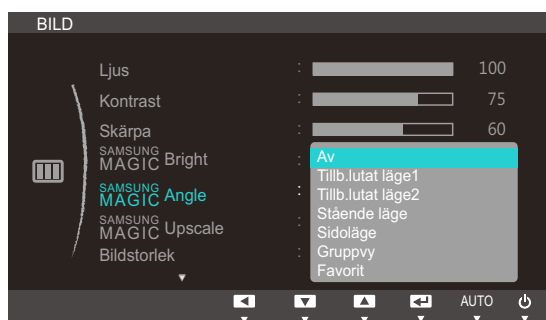 BILD
Ljus : 100
Kontrast : 75
Skärpa : 60
SAMSUNG MAGIC Bright :
SAMSUNG MAGIC Angle :
SAMSUNG MAGIC Upscale :
Bildstorlek :
Av
Tillb.lutat läge1
Tillb.lutat läge2
Stående läge
Sidoläge
Gruppvy
Favorit
AUTO